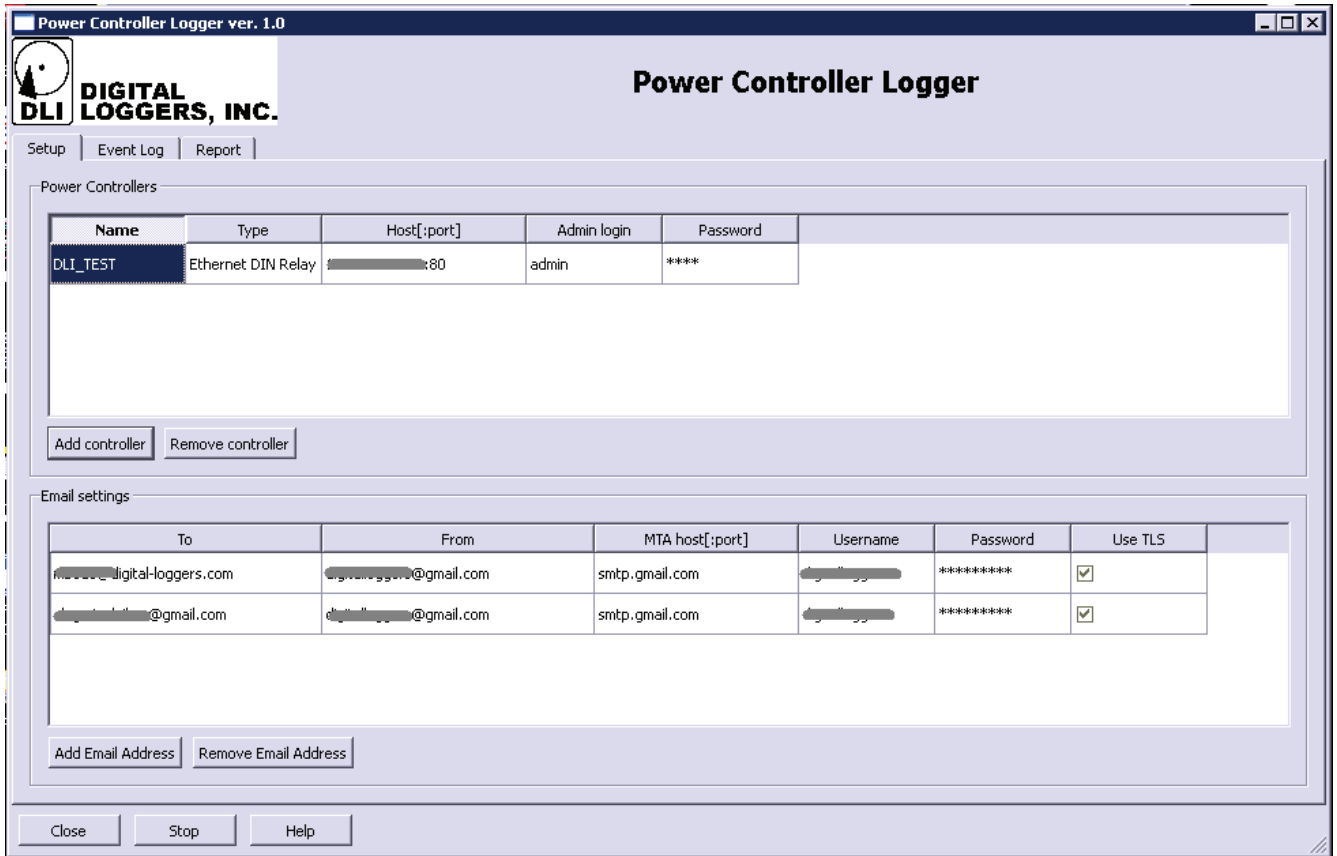 Power Controller Logger ver. 1.0
DIGITAL
DLI LOGGERS, INC.
Power Controller Logger
Setup Event Log Report
Power Controllers
Name Type Host[:port] Admin login Password
DLI_TEST Ethernet DIN Relay :80 admin ****
Add controller Remove controller
Email settings
To From MTA host[:port] Username Password Use TLS
digital-loggers.com @gmail.com smtp.gmail.com *********
@gmail.com @gmail.com smtp.gmail.com *********
Add Email Address Remove Email Address
Close Stop Help